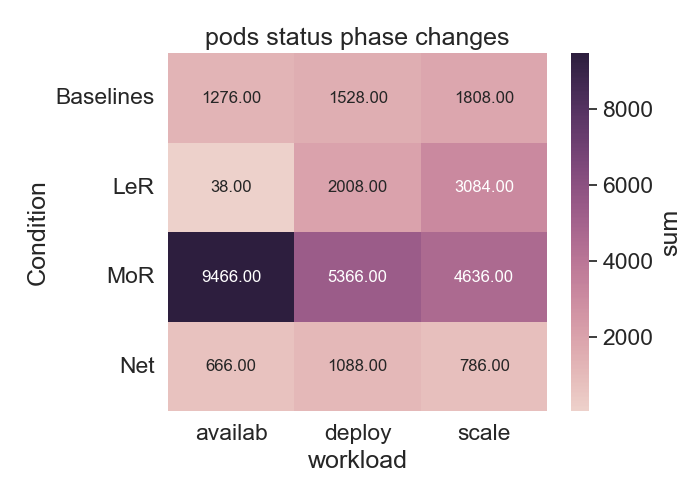 pods status phase changes
Condition
Baselines 1276.00 1528.00 1808.00
LeR 38.00 2008.00 3084.00
MoR 9466.00 5366.00 4636.00
Net 666.00 1088.00 786.00
availab deploy scale
workload
8000
6000
4000
2000
sum